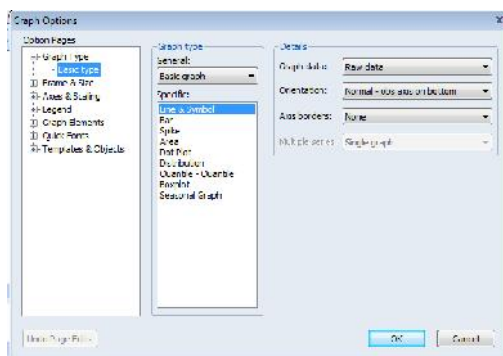 Graph Options
Option Pages
Graph Type
Basic type
Frame & Size
Axes & Scaling
Legend
Graph Elements
Quick Fonts
Templates & Objects
Graph type
General:
Basic graph
Specific:
Line & Symbol
Bar
Spike
Area
Dot Plot
Distribution
Quantile - Quantile
Boxplot
Seasonal Graph
Details
Graph data:
Raw data
Orientation:
Normal - obs axis on bottom
Axis borders:
None
Multiple series:
Single graph
Undo Page Edits
OK
Cancel